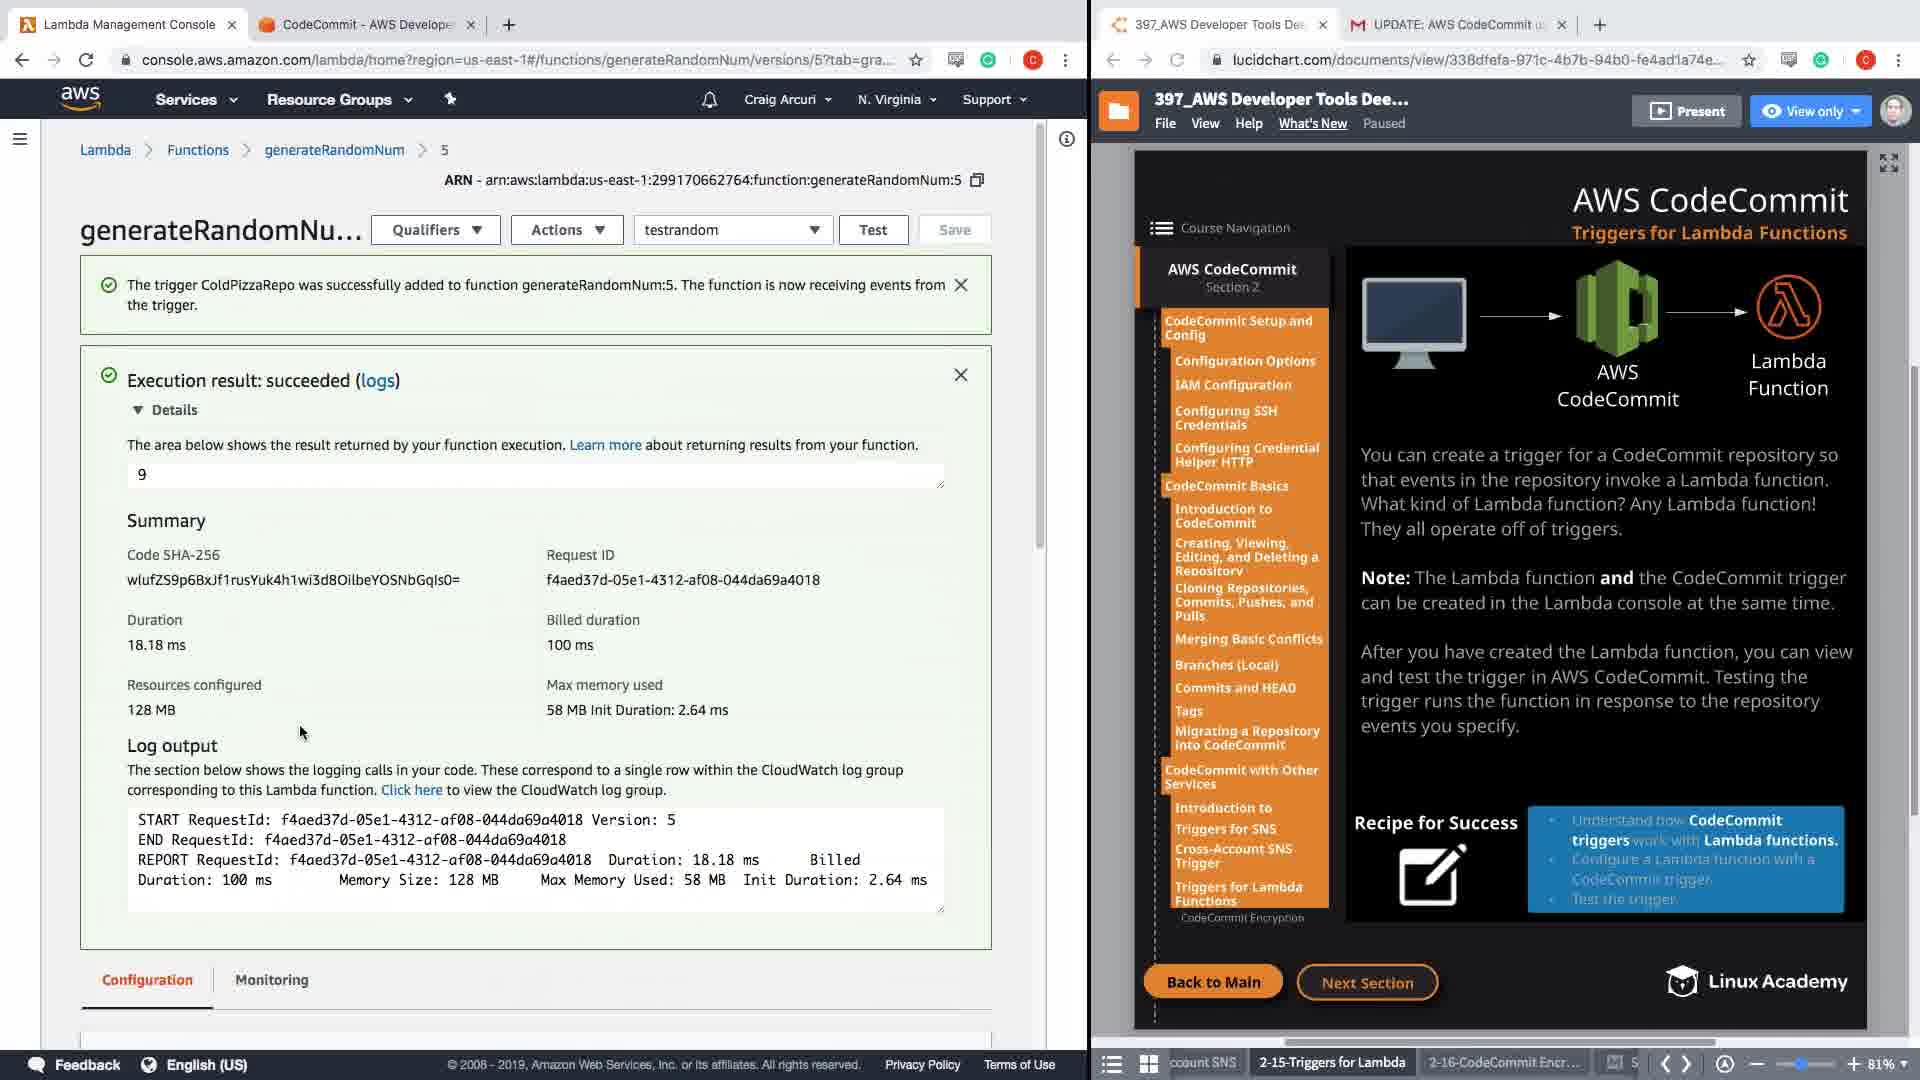 Lambda Management Console
CodeCommit - AWS Develope
console.aws.amazon.com/lambda/home?region=us-east-1#/functions/generateRandomNum/versions/5?tab=gra...
aws
Services
Resource Groups
Craig Arcuri
N. Virginia
Support
Lambda
Functions
generateRandomNum
5
ARN - arn:aws:lambda:us-east-1:299170662764:function:generateRandomNum:5
generateRandomNu...
Qualifiers
Actions
testrandom
Test
Save
The trigger ColdPizzaRepo was successfully added to function generateRandomNum:5. The function is now receiving events from
the trigger.
Execution result: succeeded (logs)
Details
The area below shows the result returned by your function execution. Learn more about returning results from your function.
9
Summary
Code SHA-256
Request ID
wlufZS9p6BxJf1rusYuk4h1wi3d8OilbeYOSNbGqIs0=
f4aed37d-05e1-4312-af08-044da69a4018
Duration
Billed duration
18.18 ms
100 ms
Resources configured
Max memory used
128 MB
58 MB Init Duration: 2.64 ms
Log output
The section below shows the logging calls in your code. These correspond to a single row within the CloudWatch log group
corresponding to this Lambda function. Click here to view the CloudWatch log group.
START RequestId: f4aed37d-05e1-4312-af08-044da69a4018 Version: 5
END RequestId: f4aed37d-05e1-4312-af08-044da69a4018
REPORT RequestId: f4aed37d-05e1-4312-af08-044da69a4018 Duration: 18.18 ms Billed
Duration: 100 ms Memory Size: 128 MB Max Memory Used: 58 MB Init Duration: 2.64 ms
Configuration
Monitoring
Feedback
English (US)
© 2008 - 2019, Amazon Web Services, Inc. or its affiliates. All rights reserved.
Privacy Policy
Terms of Use
397_AWS Developer Tools Dee
UPDATE: AWS CodeCommit u
lucidchart.com/documents/view/338dfefa-971c-4b7b-94b0-fe4ad1a74e...
397_AWS Developer Tools Dee...
File
View
Help
What's New
Paused
Present
View only
AWS CodeCommit
Triggers for Lambda Functions
Course Navigation
AWS CodeCommit
Section 2
CodeCommit Setup and
Config
Configuration Options
IAM Configuration
Configuring SSH
Credentials
Configuring Credential
Helper HTTP
CodeCommit Basics
Introduction to
CodeCommit
Creating, Viewing,
Editing, and Deleting a
Repository
Cloning Repositories,
Commits, Pushes, and
Pulls
Merging Basic Conflicts
Branches (Local)
Commits and HEAD
Tags
Migrating a Repository
into CodeCommit
CodeCommit with Other
Services
Introduction to
Triggers for SNS
Cross-Account SNS
Trigger
Triggers for Lambda
Functions
CodeCommit Encryption
AWS
CodeCommit
Lambda
Function
You can create a trigger for a CodeCommit repository so
that events in the repository invoke a Lambda function.
What kind of Lambda function? Any Lambda function!
They all operate off of triggers.
Note: The Lambda function and the CodeCommit trigger
can be created in the Lambda console at the same time.
After you have created the Lambda function, you can view
and test the trigger in AWS CodeCommit. Testing the
trigger runs the function in response to the repository
events you specify.
Recipe for Success
• Understand how CodeCommit
triggers work with Lambda functions.
• Configure a Lambda function with a
CodeCommit trigger.
• Test the trigger.
Back to Main
Next Section
Linux Academy
ccount SNS
2-15-Triggers for Lambda
2-16-CodeCommit Encr...
S
81%